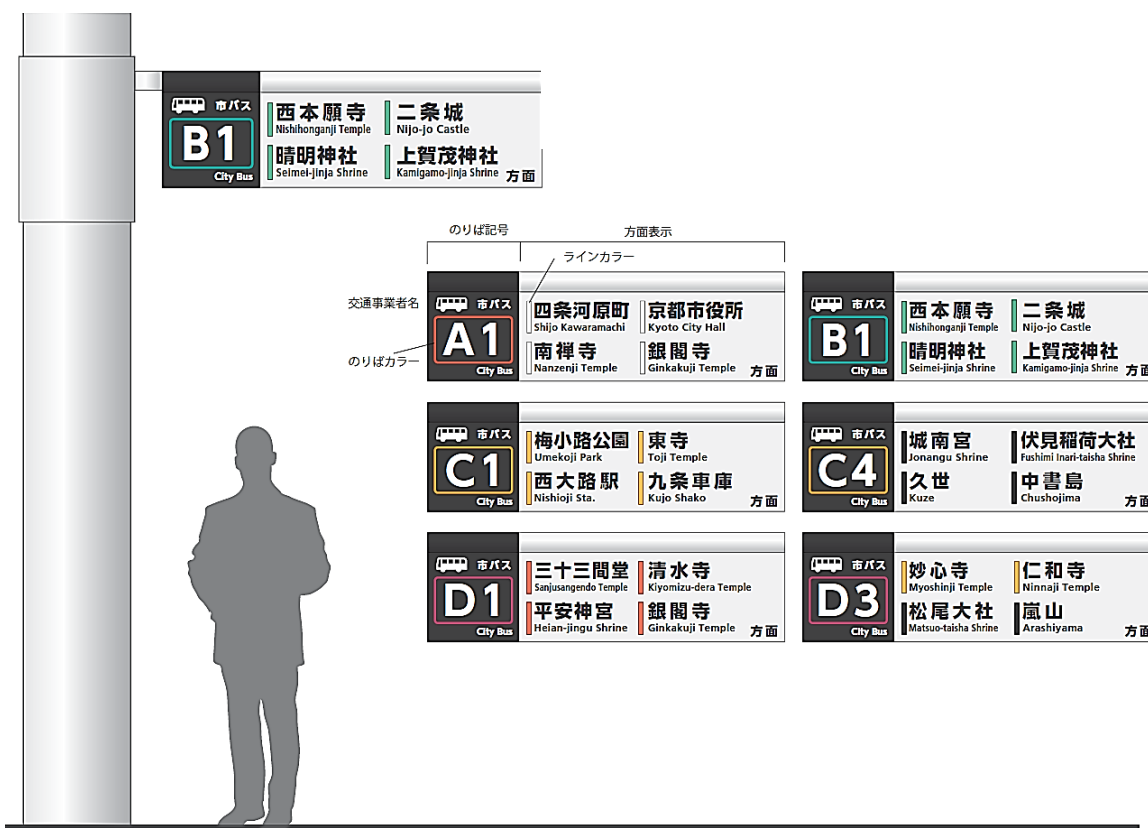 市バス
B1
City Bus
西本願寺 二条城
Nishihonganji Temple Nijo-jo Castle
晴明神社 上賀茂神社
Seimei-jinja Shrine Kamigamo-jinja Shrine 方面
のりば記号 方面表示
ラインカラー
交通事業者名
のりばカラー
市バス
A1
City Bus
四条河原町 京都市役所
Shijo Kawaramachi Kyoto City Hall
南禅寺 銀閣寺
Nanzenji Temple Ginkakuji Temple 方面
市バス
B1
City Bus
西本願寺 二条城
Nishihonganji Temple Nijo-jo Castle
晴明神社 上賀茂神社
Seimei-jinja Shrine Kamigamo-jinja Shrine 方面
市バス
C1
City Bus
梅小路公園 東寺
Umekoji Park Toji Temple
西大路駅 九条車庫
Nishioji Sta. Kujo Shako 方面
市バス
C4
City Bus
城南宮 伏見稲荷大社
Jonangu Shrine Fushimi Inari-taisha Shrine
久世 中書島
Kuze Chushojima 方面
市バス
D1
City Bus
三十三間堂 清水寺
Sanjusangendo Temple Kiyomizu-dera Temple
平安神宮 銀閣寺
Heian-jingu Shrine Ginkakuji Temple 方面
市バス
D3
City Bus
妙心寺 仁和寺
Myoshinji Temple Ninnaji Temple
松尾大社 嵐山
Matsuo-taisha Shrine Arashiyama 方面